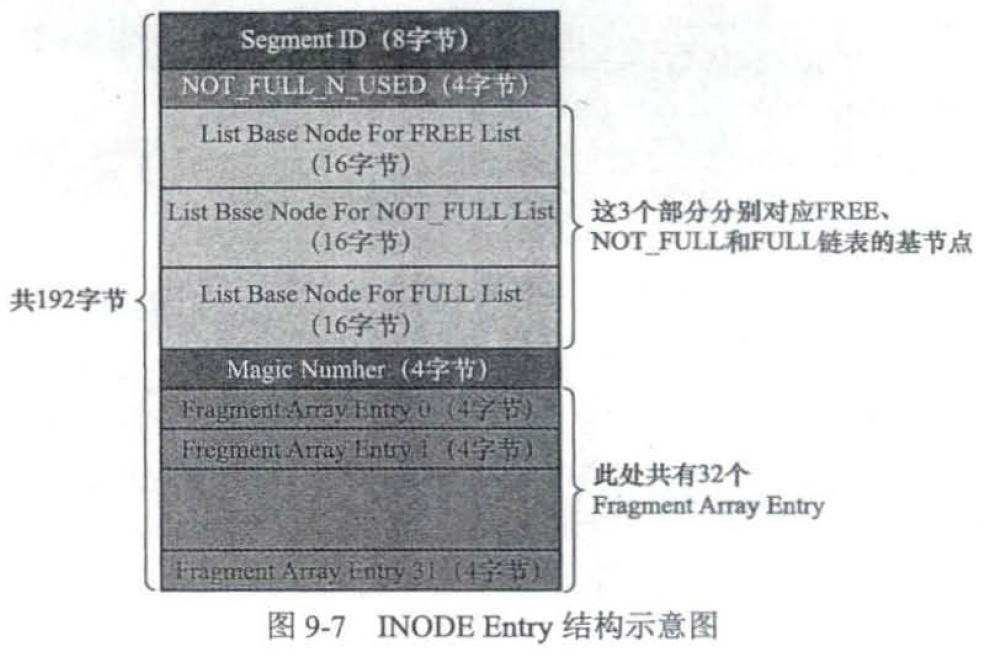 Segment ID（8字节）
NOT_FULL_N_USED（4字节）
List Base Node For FREE List
（16字节）
List Bsse Node For NOT_FULL List
（16字节）
List Base Node For FULL List
（16字节）
这3个部分分别对应FREE、
NOT_FULL和FULL链表的基节点
共192字节
Magic Numher（4字节）
Fragment Array Entry 0（4字节）
Fregment Array Entry 1（4字节）
此处共有32个
Fragment Array Entry
Fragment Array Entry 31（4字节）
图 9-7 INODE Entry 结构示意图